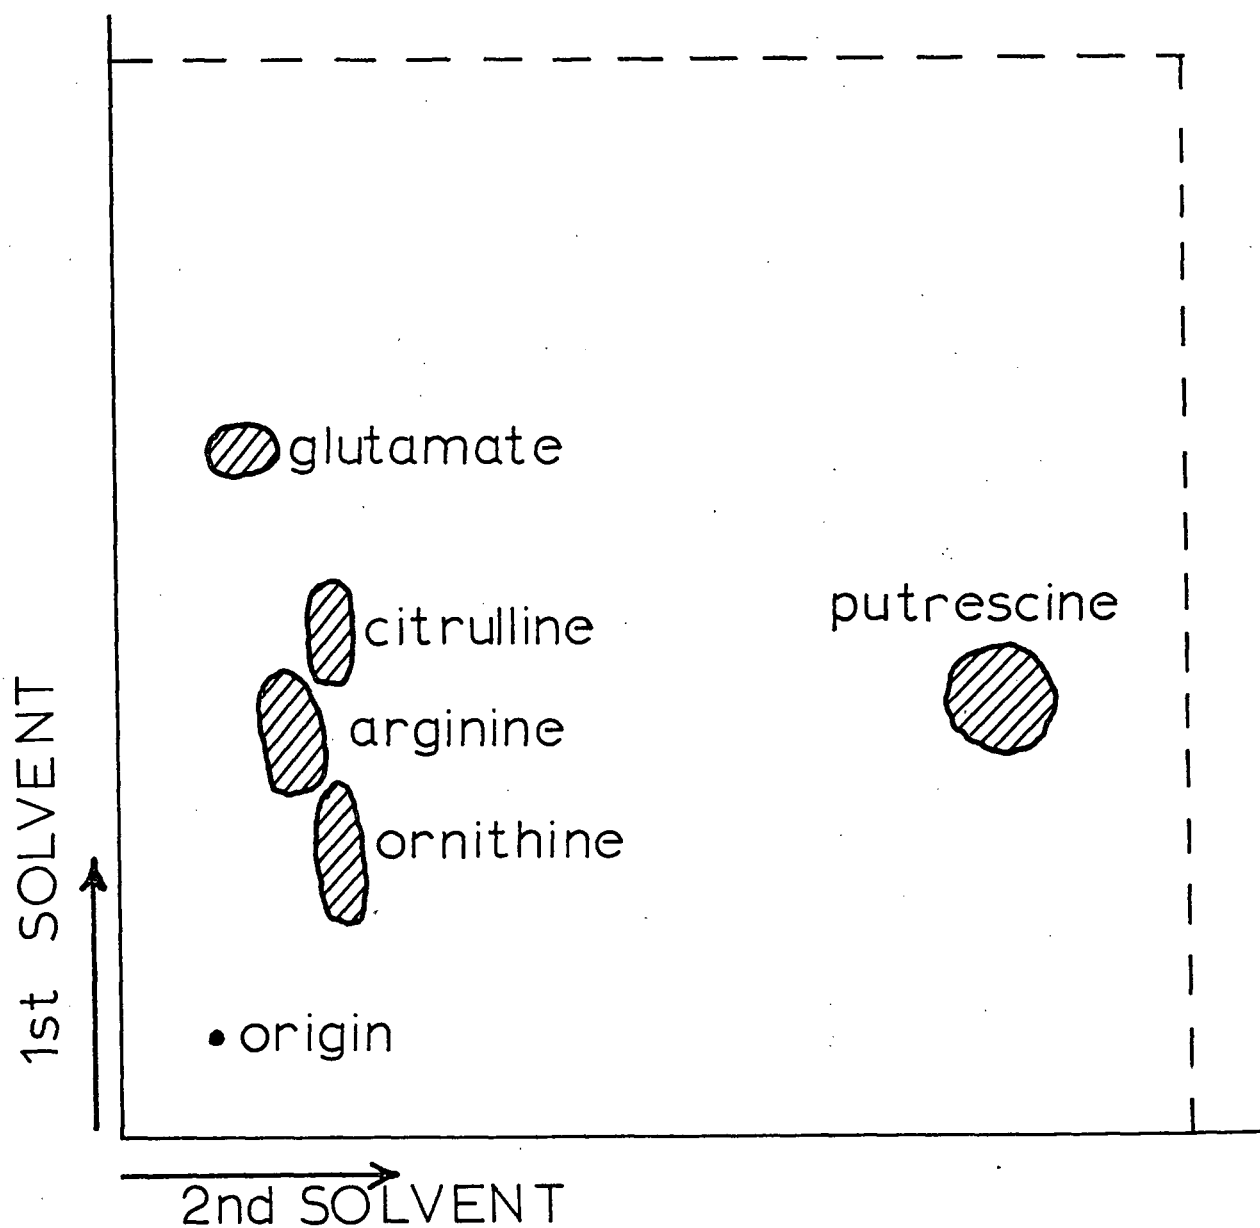 glutamate
citrulline
putrescine
arginine
ornithine
origin
1st SOLVENT
2nd SOLVENT